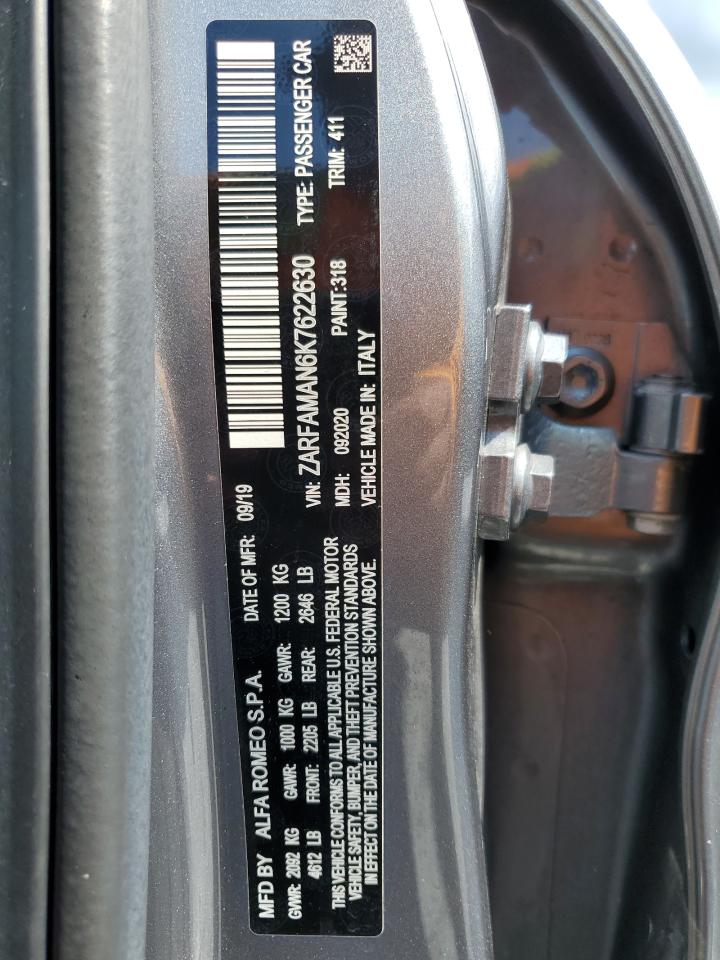 MFD BY ALFA ROMEO S.P.A. DATE OF MFR: 09/19
GVWR: 2092 KG GAWR: 1000 KG GAWR: 1200 KG
4612 LB FRONT: 2205 LB REAR: 2646 LB
THIS VEHICLE CONFORMS TO ALL APPLICABLE U.S. FEDERAL MOTOR
VEHICLE SAFETY, BUMPER, AND THEFT PREVENTION STANDARDS
IN EFFECT ON THE DATE OF MANUFACTURE SHOWN ABOVE.
VIN: ZARFAMAN6K7622630 TYPE: PASSENGER CAR
MDH: 092020 PAINT:318 TRIM: 411
VEHICLE MADE IN: ITALY